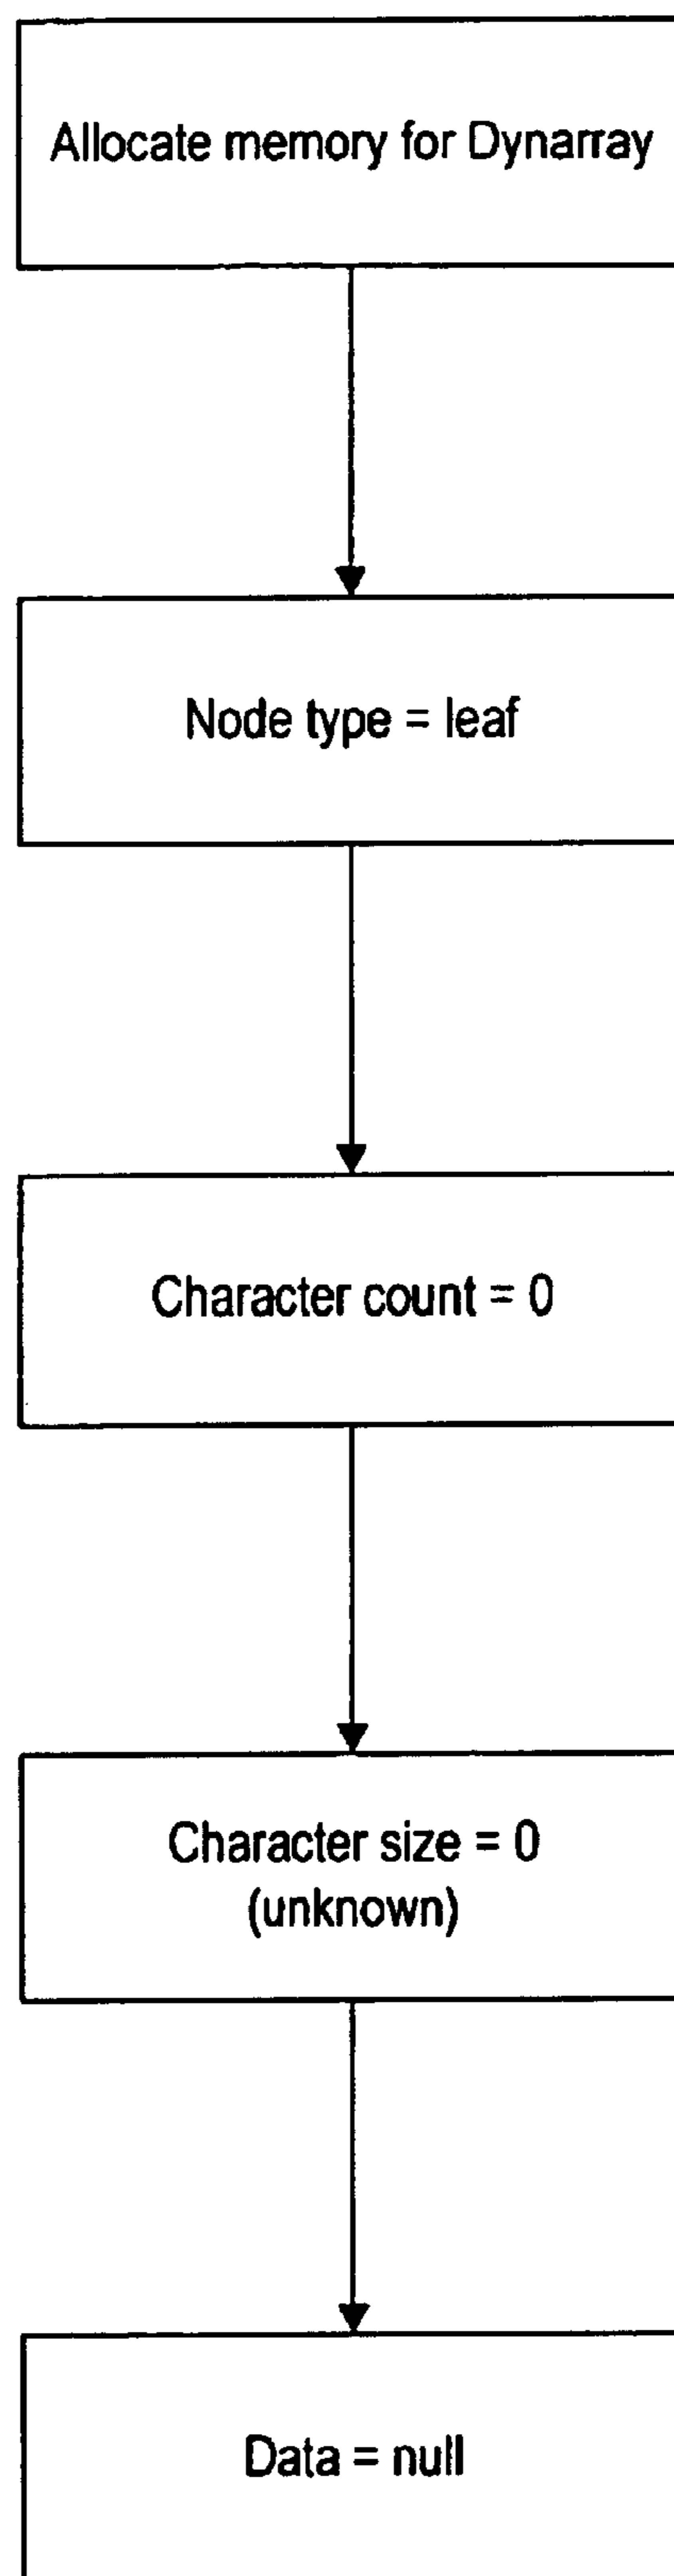 Allocate memory for Dynarray
Node type = leaf
Character count = 0
Character size = 0
(unknown)
Data = null